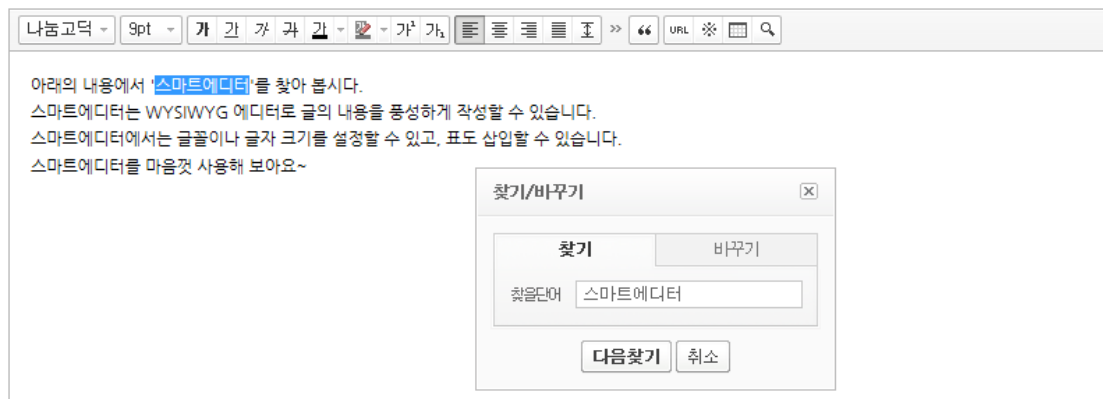 나눔고딕 9pt 가 가 가 가 가 가¹ 가₁ URL ※
아래의 내용에서 '스마트에디터'를 찾아 봅시다.
스마트에디터는 WYSIWYG 에디터로 글의 내용을 풍성하게 작성할 수 있습니다.
스마트에디터에서는 글꼴이나 글자 크기를 설정할 수 있고, 표도 삽입할 수 있습니다.
스마트에디터를 마음껏 사용해 보아요~
찾기/바꾸기
찾기 바꾸기
찾을단어 스마트에디터
다음찾기 취소